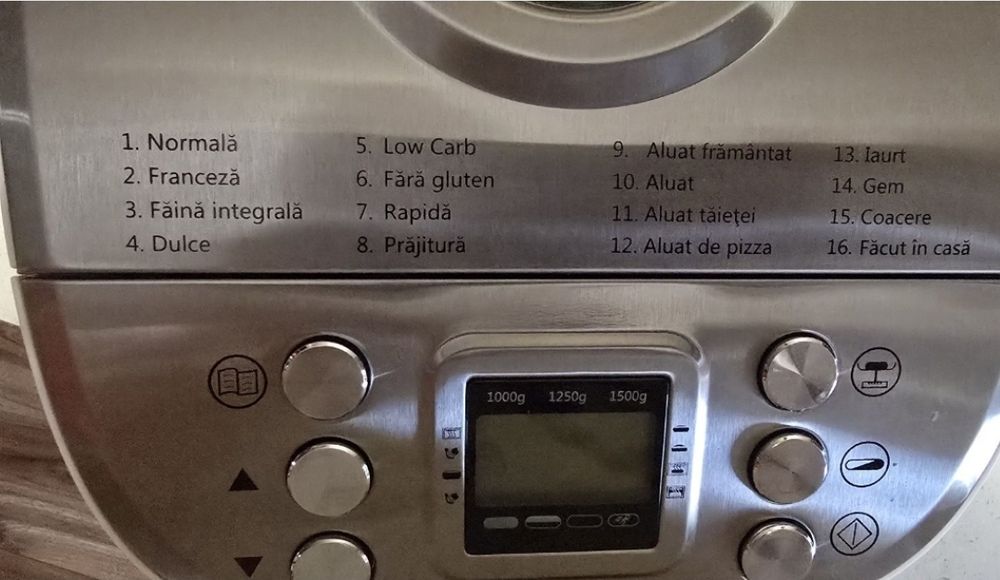 1. Normală
2. Franceză
3. Făină integrală
4. Dulce
5. Low Carb
6. Fără gluten
7. Rapidă
8. Prăjitură
9. Aluat frământat
10. Aluat
11. Aluat tăieţei
12. Aluat de pizza
13. Iaurt
14. Gem
15. Coacere
16. Făcut în casă
1000g 1250g 1500g